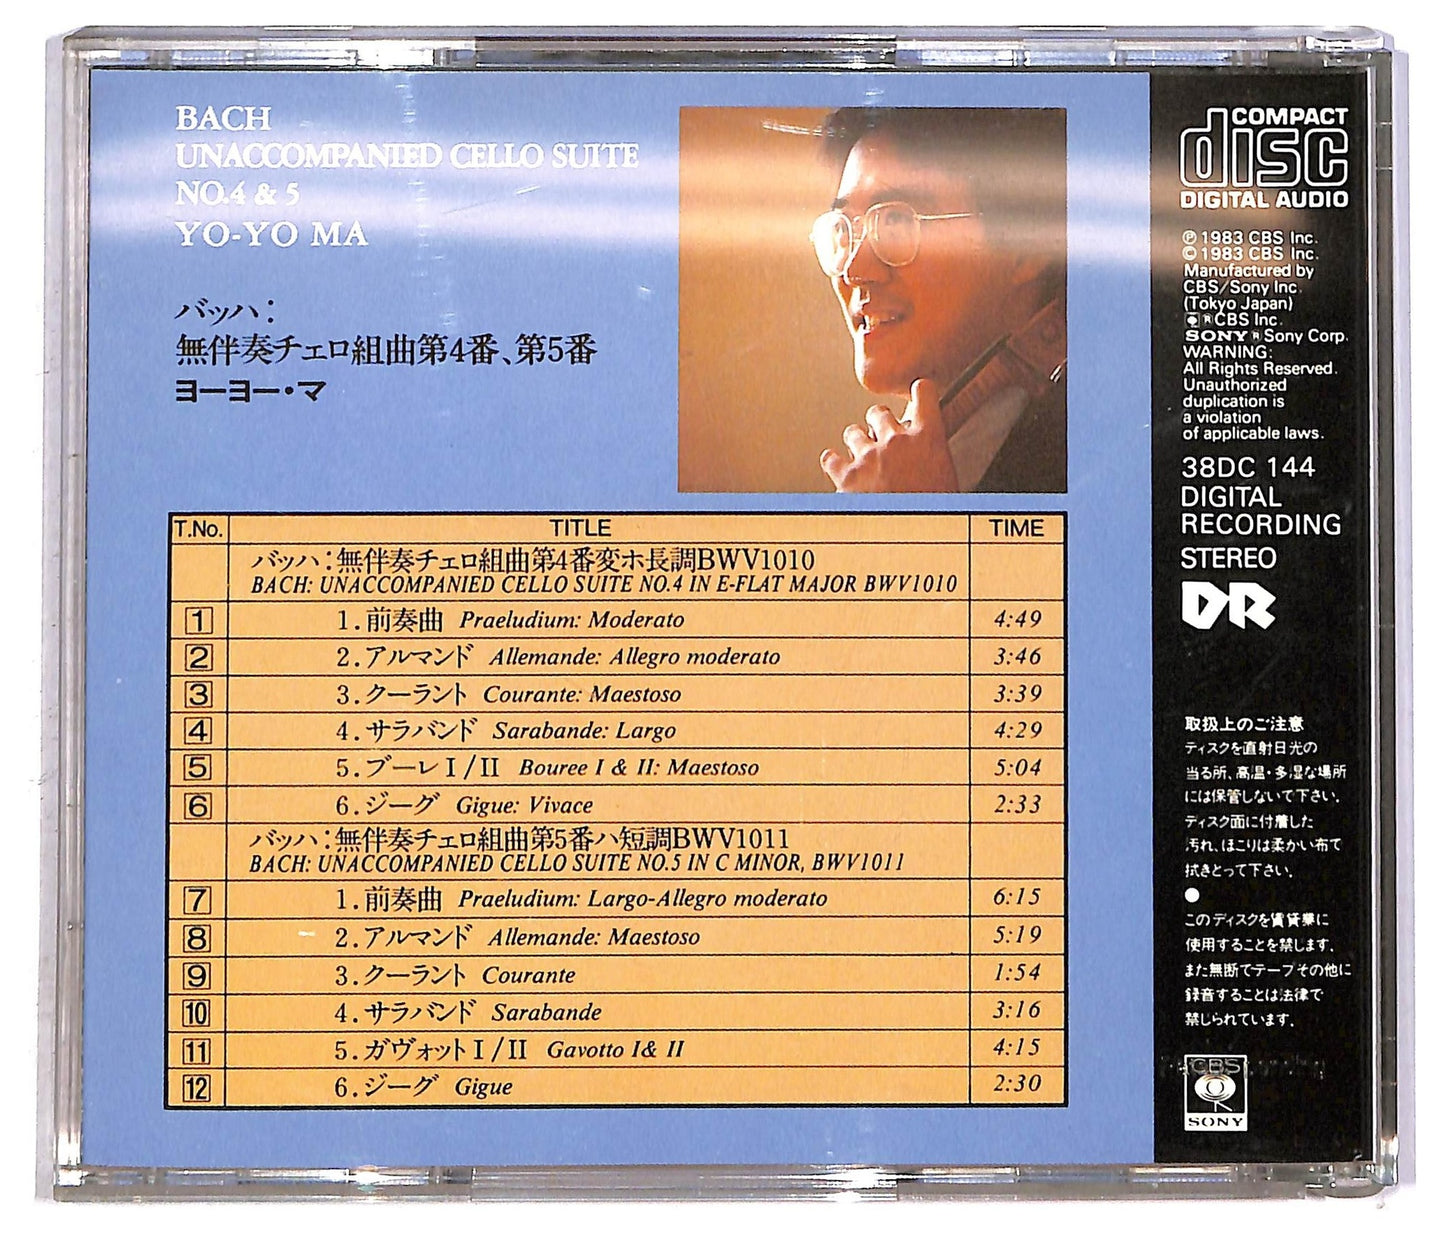 BACH
UNACCOMPANIED CELLO SUITE
NO.4 & 5
YO-YO MA
バッハ：
無伴奏チェロ組曲第4番、第5番
ヨーヨー・マ
T.No. TITLE TIME
バッハ：無伴奏チェロ組曲第4番変ホ長調BWV1010
BACH: UNACCOMPANIED CELLO SUITE NO.4 IN E-FLAT MAJOR BWV1010
1 1.前奏曲 Praeludium: Moderato 4:49
2 2.アルマンド Allemande: Allegro moderato 3:46
3 3.クーラント Courante: Maestoso 3:39
4 4.サラバンド Sarabande: Largo 4:29
5 5.ブーレI/II Bouree I & II: Maestoso 5:04
6 6.ジーグ Gigue: Vivace 2:33
バッハ：無伴奏チェロ組曲第5番ハ短調BWV1011
BACH: UNACCOMPANIED CELLO SUITE NO.5 IN C MINOR, BWV1011
7 1.前奏曲 Praeludium: Largo-Allegro moderato 6:15
8 2.アルマンド Allemande: Maestoso 5:19
9 3.クーラント Courante 1:54
10 4.サラバンド Sarabande 3:16
11 5.ガヴォットI/II Gavotto I& II 4:15
12 6.ジーグ Gigue 2:30
COMPACT
disc
DIGITAL AUDIO
℗ 1983 CBS Inc.
© 1983 CBS Inc.
Manufactured by
CBS/Sony Inc.
(Tokyo Japan)
® CBS Inc.
SONY ® Sony Corp.
WARNING:
All Rights Reserved.
Unauthorized
duplication is
a violation
of applicable laws.
38DC 144
DIGITAL
RECORDING
STEREO
DR
取扱上のご注意
ディスクを直射日光の
当る所、高温・多湿な場所
には保管しないで下さい。
ディスク面に付着した
汚れ、ほこりは柔かい布で
拭きとって下さい。
●
このディスクを賃貸業に
使用することを禁じます。
また無断でテープその他に
録音することは法律で
禁じられています。
CBS
SONY